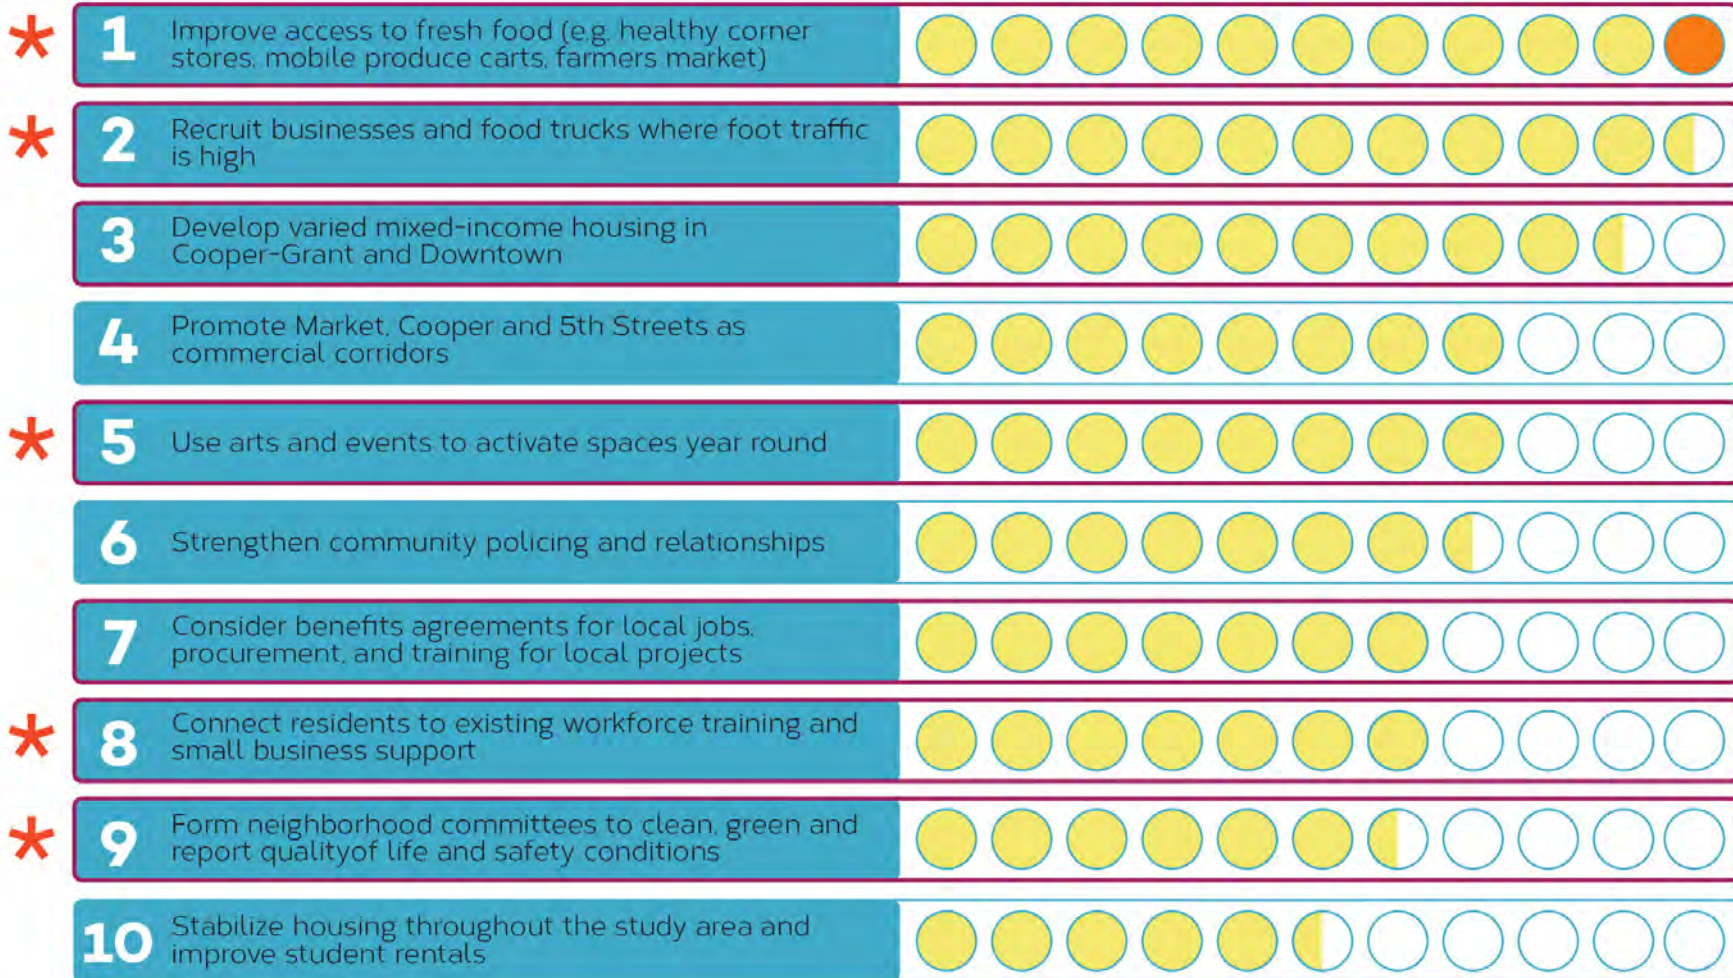 * 1 Improve access to fresh food (e.g. healthy corner
stores, mobile produce carts, farmers market)
* 2 Recruit businesses and food trucks where foot traffic
is high
3 Develop varied mixed-income housing in
Cooper-Grant and Downtown
4 Promote Market, Cooper and 5th Streets as
commercial corridors
* 5 Use arts and events to activate spaces year round
6 Strengthen community policing and relationships
7 Consider benefits agreements for local jobs,
procurement, and training for local projects
* 8 Connect residents to existing workforce training and
small business support
* 9 Form neighborhood committees to clean, green and
report qualityof life and safety conditions
10 Stabilize housing throughout the study area and
improve student rentals